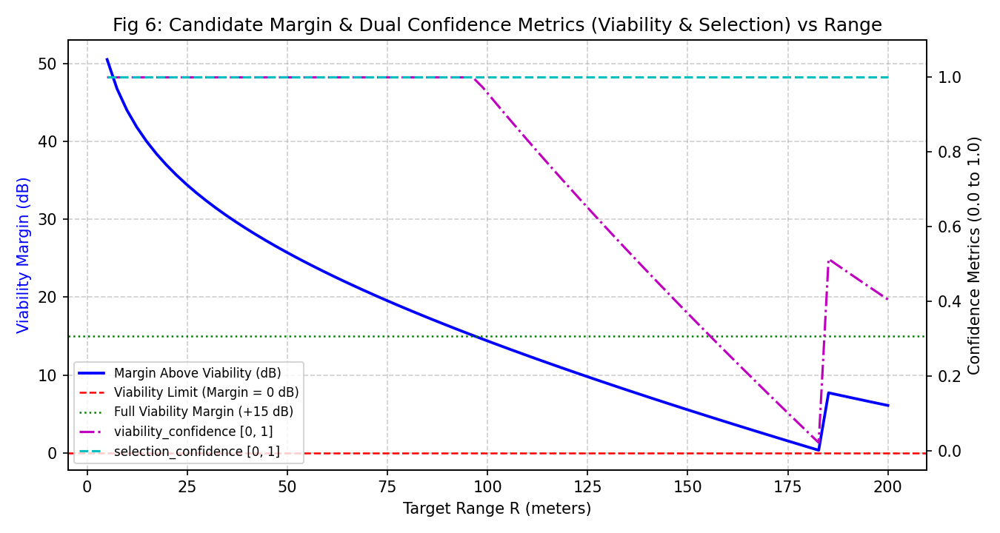 Fig 6: Candidate Margin & Dual Confidence Metrics (Viability & Selection) vs Range
Viability Margin (dB)
50
40
30
20
10
0
Margin Above Viability (dB)
Viability Limit (Margin = 0 dB)
Full Viability Margin (+15 dB)
viability_confidence [0, 1]
selection_confidence [0, 1]
1.0
0.8
0.6
0.4
0.2
0.0
Confidence Metrics (0.0 to 1.0)
0 25 50 75 100 125 150 175 200
Target Range R (meters)